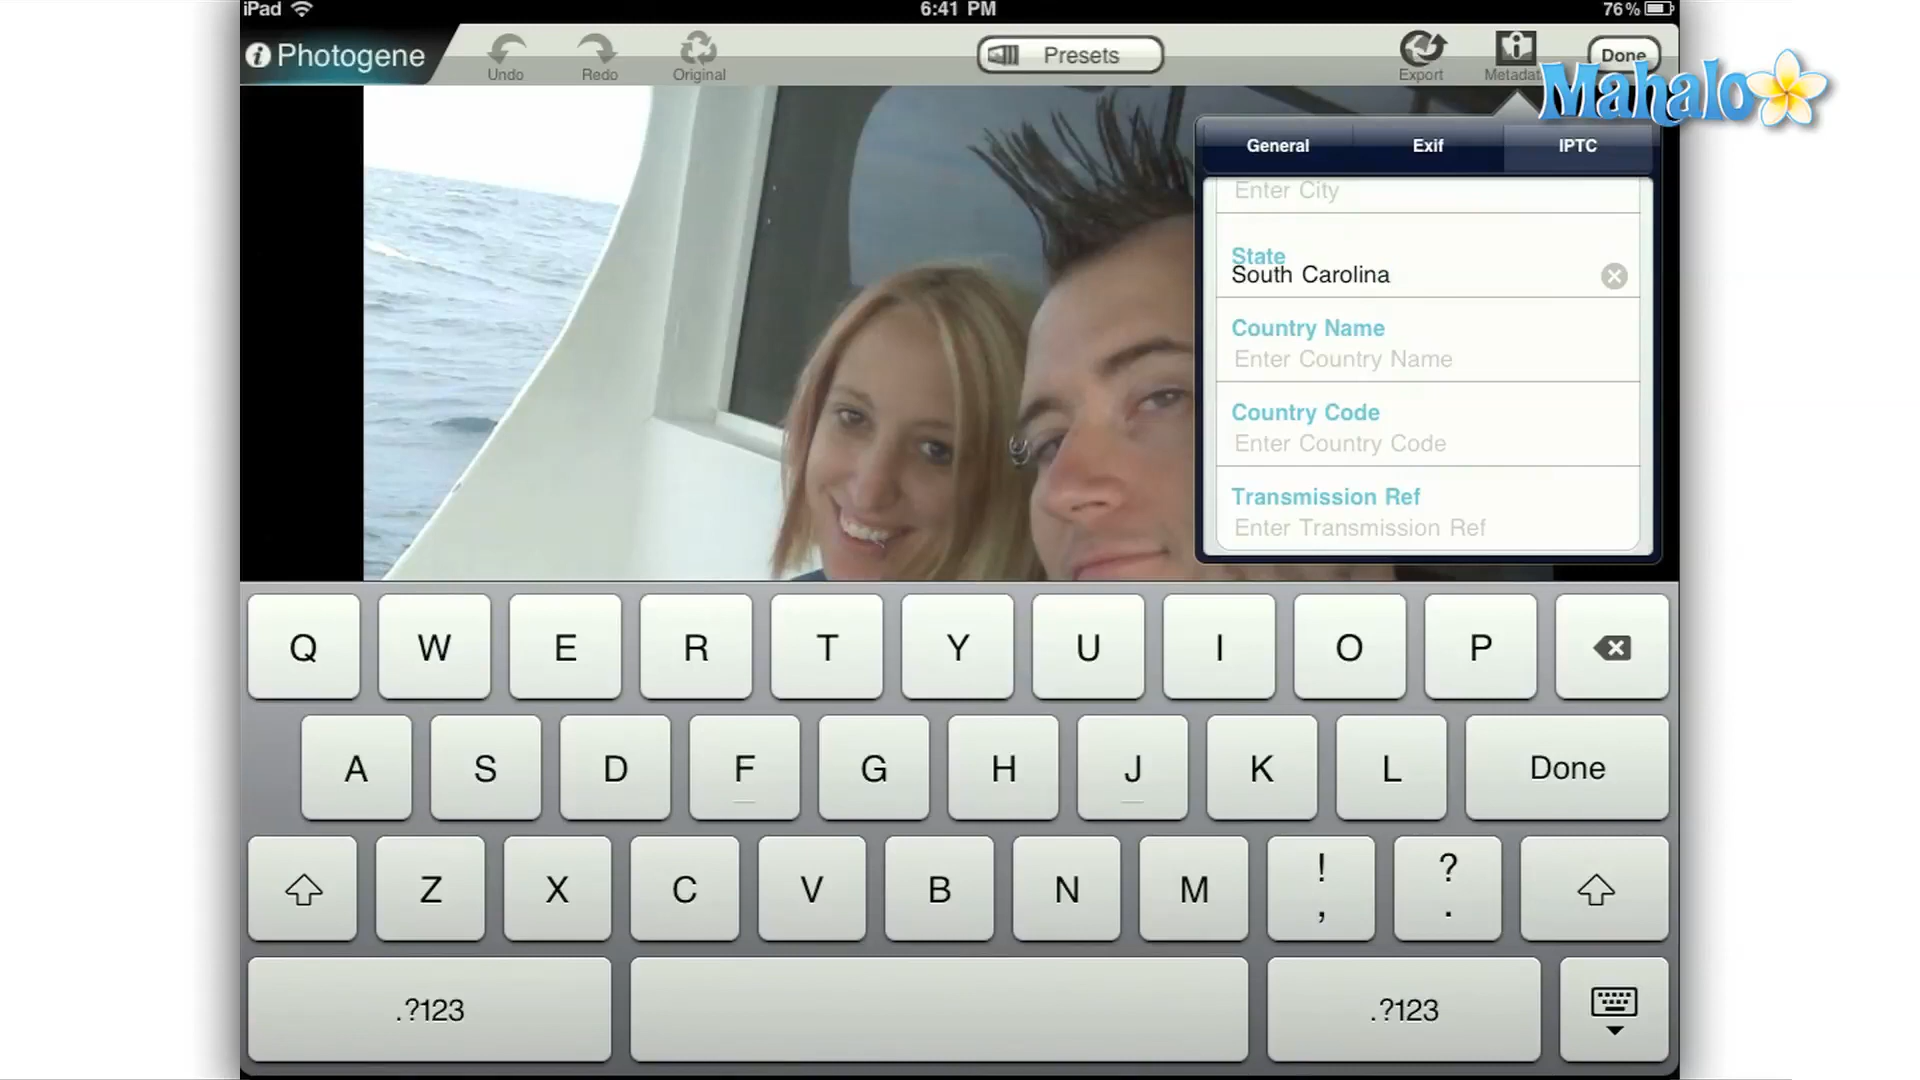 iPad 6:41 PM 76%
Photogene Undo Redo Original Presets Export Metadat Done
Mahalo
General Exif IPTC
Enter City
State
South Carolina
Country Name
Enter Country Name
Country Code
Enter Country Code
Transmission Ref
Enter Transmission Ref
Q W E R T Y U I O P
A S D F G H J K L Done
Z X C V B N M ! , ? .
.?123 .?123